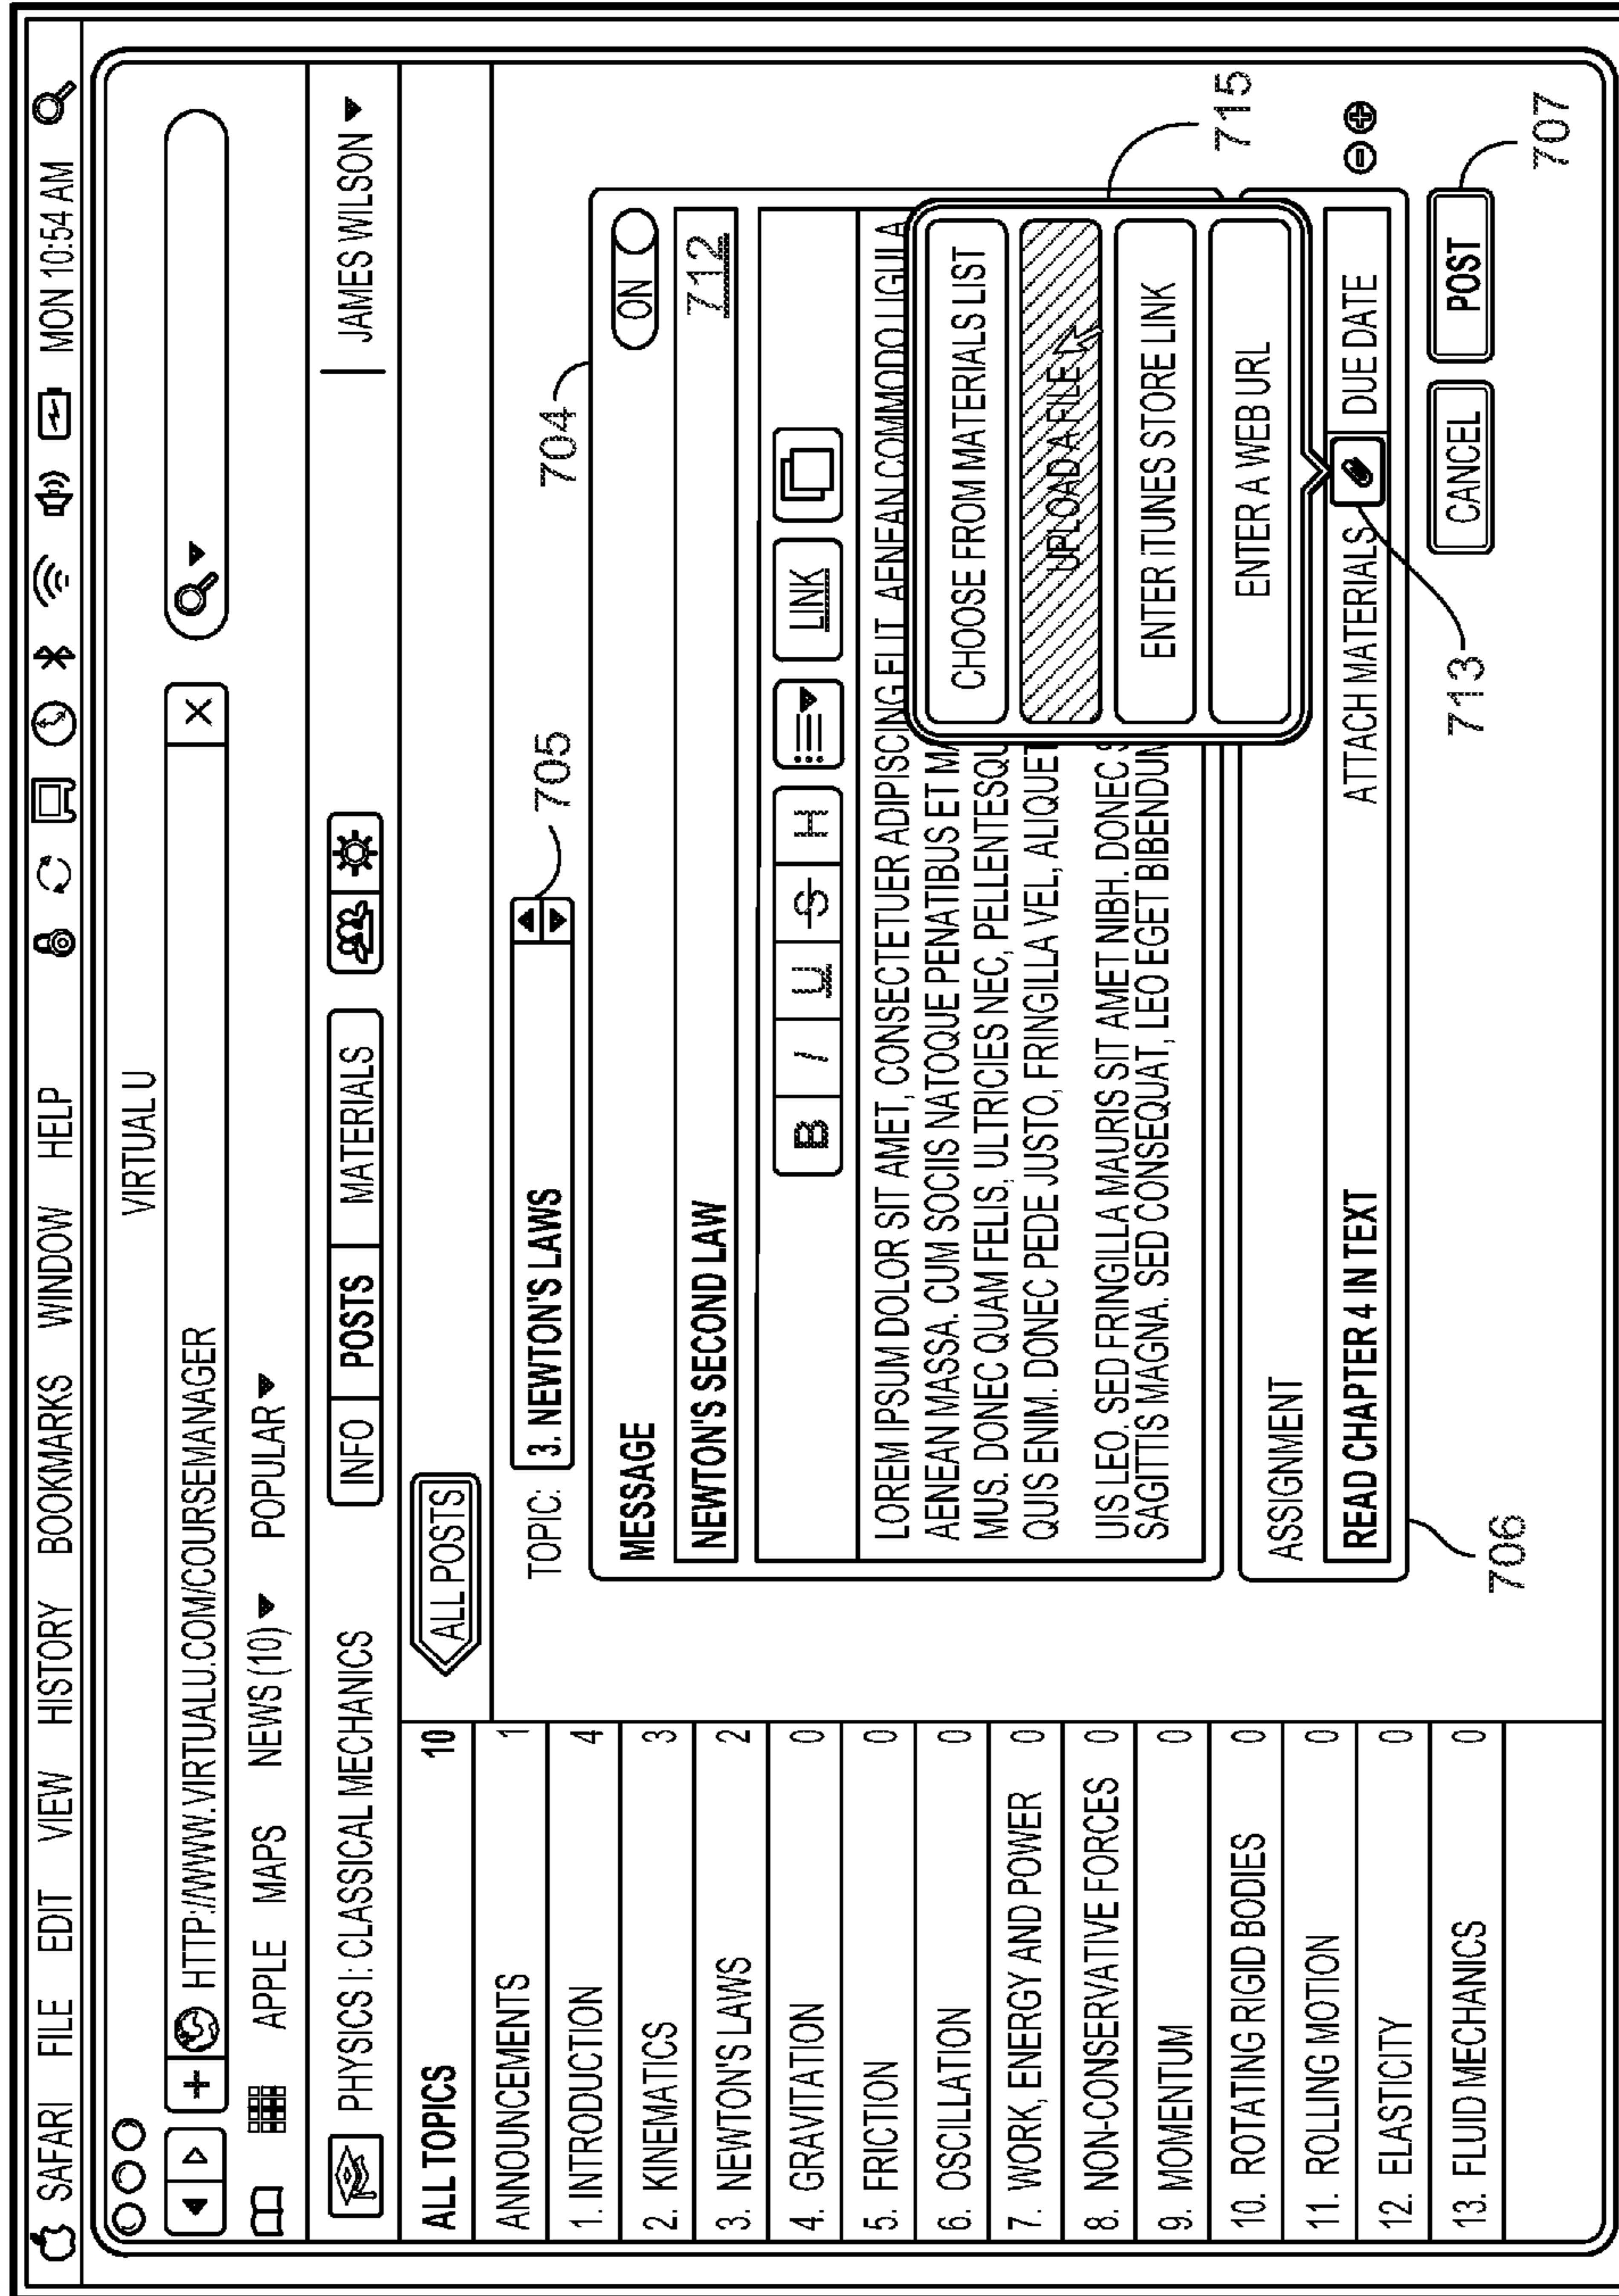 SAFARI FILE EDIT VIEW HISTORY BOOKMARKS WINDOW HELP MON 10:54 AM
VIRTUAL U
+ HTTP://WWW.VIRTUALU.COM/COURSEMANAGER X
APPLE MAPS NEWS (10) POPULAR
PHYSICS I: CLASSICAL MECHANICS INFO POSTS MATERIALS JAMES WILSON
ALL TOPICS 10
ANNOUNCEMENTS 1
1. INTRODUCTION 4
2. KINEMATICS 3
3. NEWTON'S LAWS 2
4. GRAVITATION 0
5. FRICTION 0
6. OSCILLATION 0
7. WORK, ENERGY AND POWER 0
8. NON-CONSERVATIVE FORCES 0
9. MOMENTUM 0
10. ROTATING RIGID BODIES 0
11. ROLLING MOTION 0
12. ELASTICITY 0
13. FLUID MECHANICS 0
ALL POSTS
TOPIC: 3. NEWTON'S LAWS 705
704
MESSAGE ON
NEWTON'S SECOND LAW 712
B I U S H LINK
LOREM IPSUM DOLOR SIT AMET, CONSECTETUER ADIPISCING ELIT AENEAN COMMODO LIGULA
AENEAN MASSA. CUM SOCIIS NATOQUE PENATIBUS ET MA
MUS. DONEC QUAM FELIS, ULTRICIES NEC, PELLENTESQU
QUIS ENIM. DONEC PEDE JUSTO, FRINGILLA VEL, ALIQUET
UIS LEO. SED FRINGILLA MAURIS SIT AMET NIBH. DONEC S
SAGITTIS MAGNA. SED CONSEQUAT, LEO EGET BIBENDUN
CHOOSE FROM MATERIALS LIST
UPLOAD A FILE
ENTER iTUNES STORE LINK
ENTER A WEB URL
715
ASSIGNMENT
READ CHAPTER 4 IN TEXT ATTACH MATERIALS DUE DATE
706
713
CANCEL POST
707